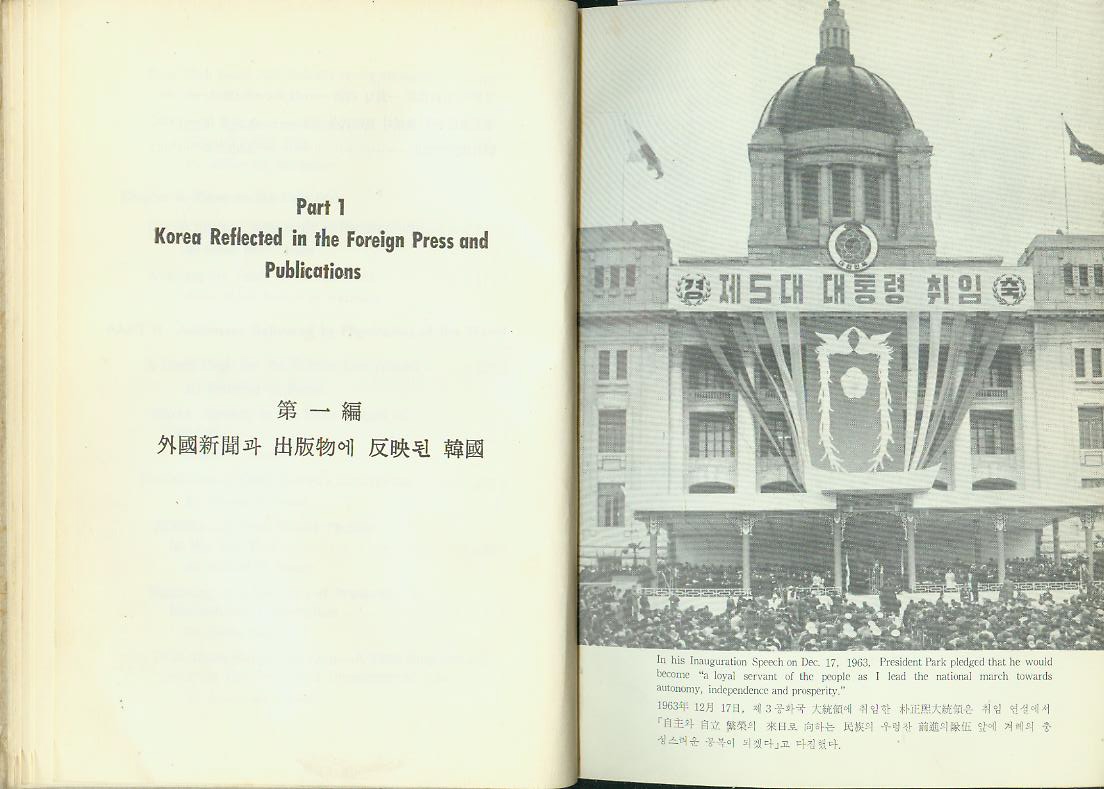 Part 1
Korea Reflected in the Foreign Press and
Publications
第一編
外國新聞과 出版物에 反映된 韓國
경 제5대 대통령 취임 축
In his Inauguration Speech on Dec. 17, 1963, President Park pledged that he would
become "a loyal servant of the people as I lead the national march towards
autonomy, independence and prosperity."
1963年 12月 17日, 제3공화국 大統領에 취임한 朴正熙大統領은 취임 연설에서
「自主와 自立 繁榮의 來日로 向하는 民族의 우렁찬 前進의 隊伍 앞에 겨레의 충
성스러운 공복이 되겠다」고 다짐했다.